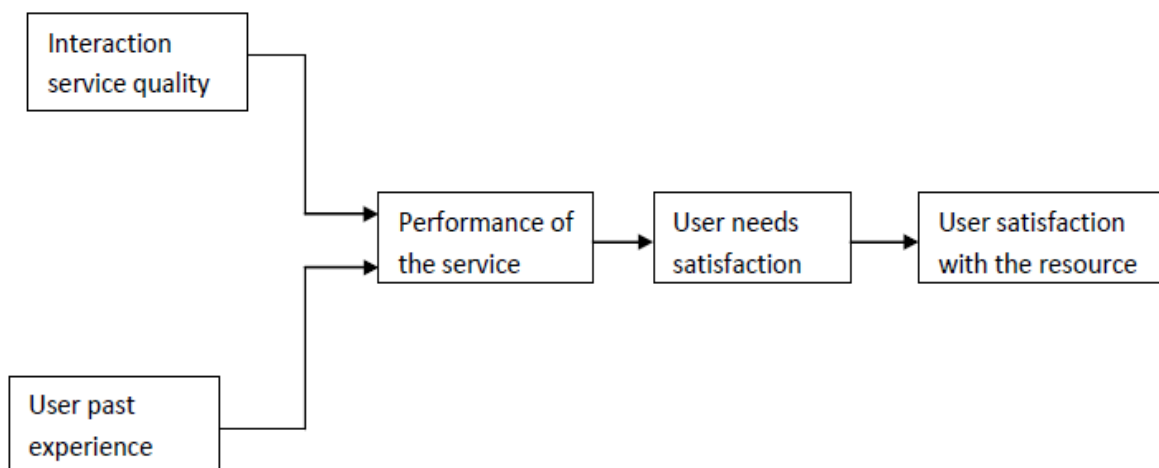 Interaction
service quality
Performance of
the service
User needs
satisfaction
User satisfaction
with the resource
User past
experience